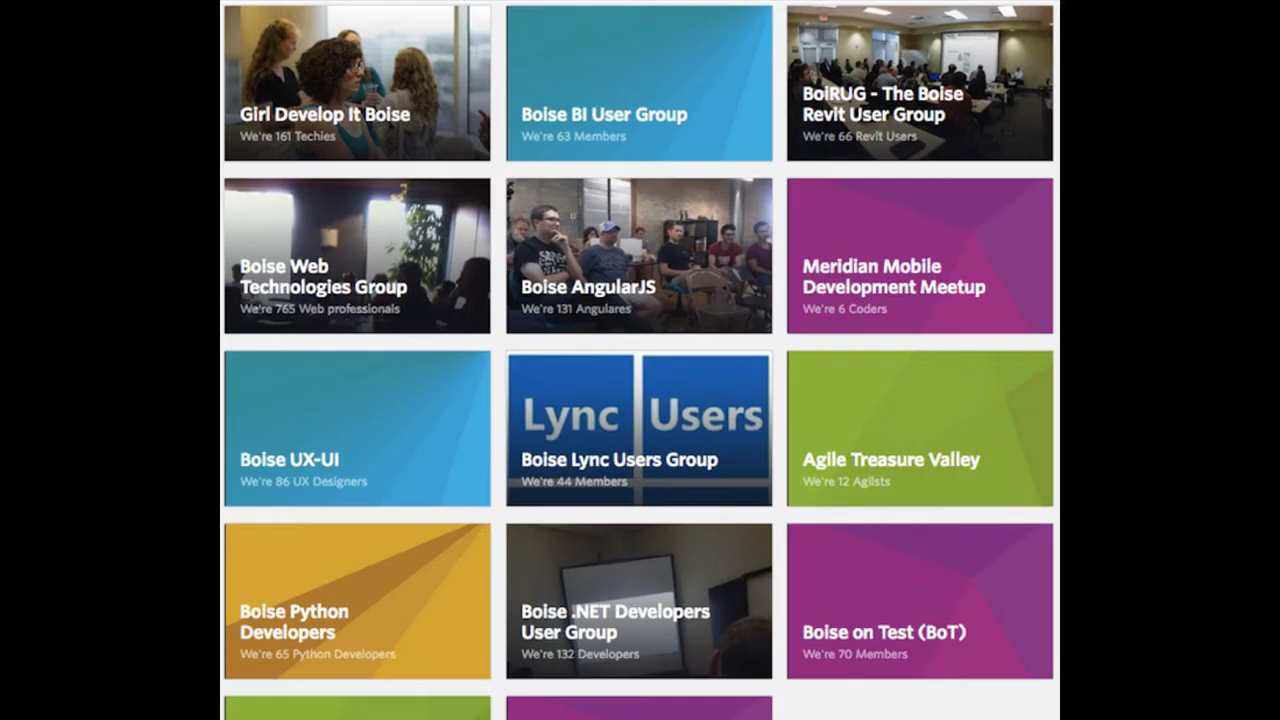 Girl Develop It Boise
We're 161 Techies
Boise BI User Group
We're 63 Members
BoiRUG - The Boise
Revit User Group
We're 66 Revit Users
Boise Web
Technologies Group
We're 765 Web professionals
Boise AngularJS
We're 131 Angulares
Meridian Mobile
Development Meetup
We're 6 Coders
Boise UX-UI
We're 86 UX Designers
Lync Users
Boise Lync Users Group
We're 44 Members
Agile Treasure Valley
We're 12 Agilsts
Boise Python
Developers
We're 65 Python Developers
Boise .NET Developers
User Group
We're 132 Developers
Boise on Test (BoT)
We're 70 Members